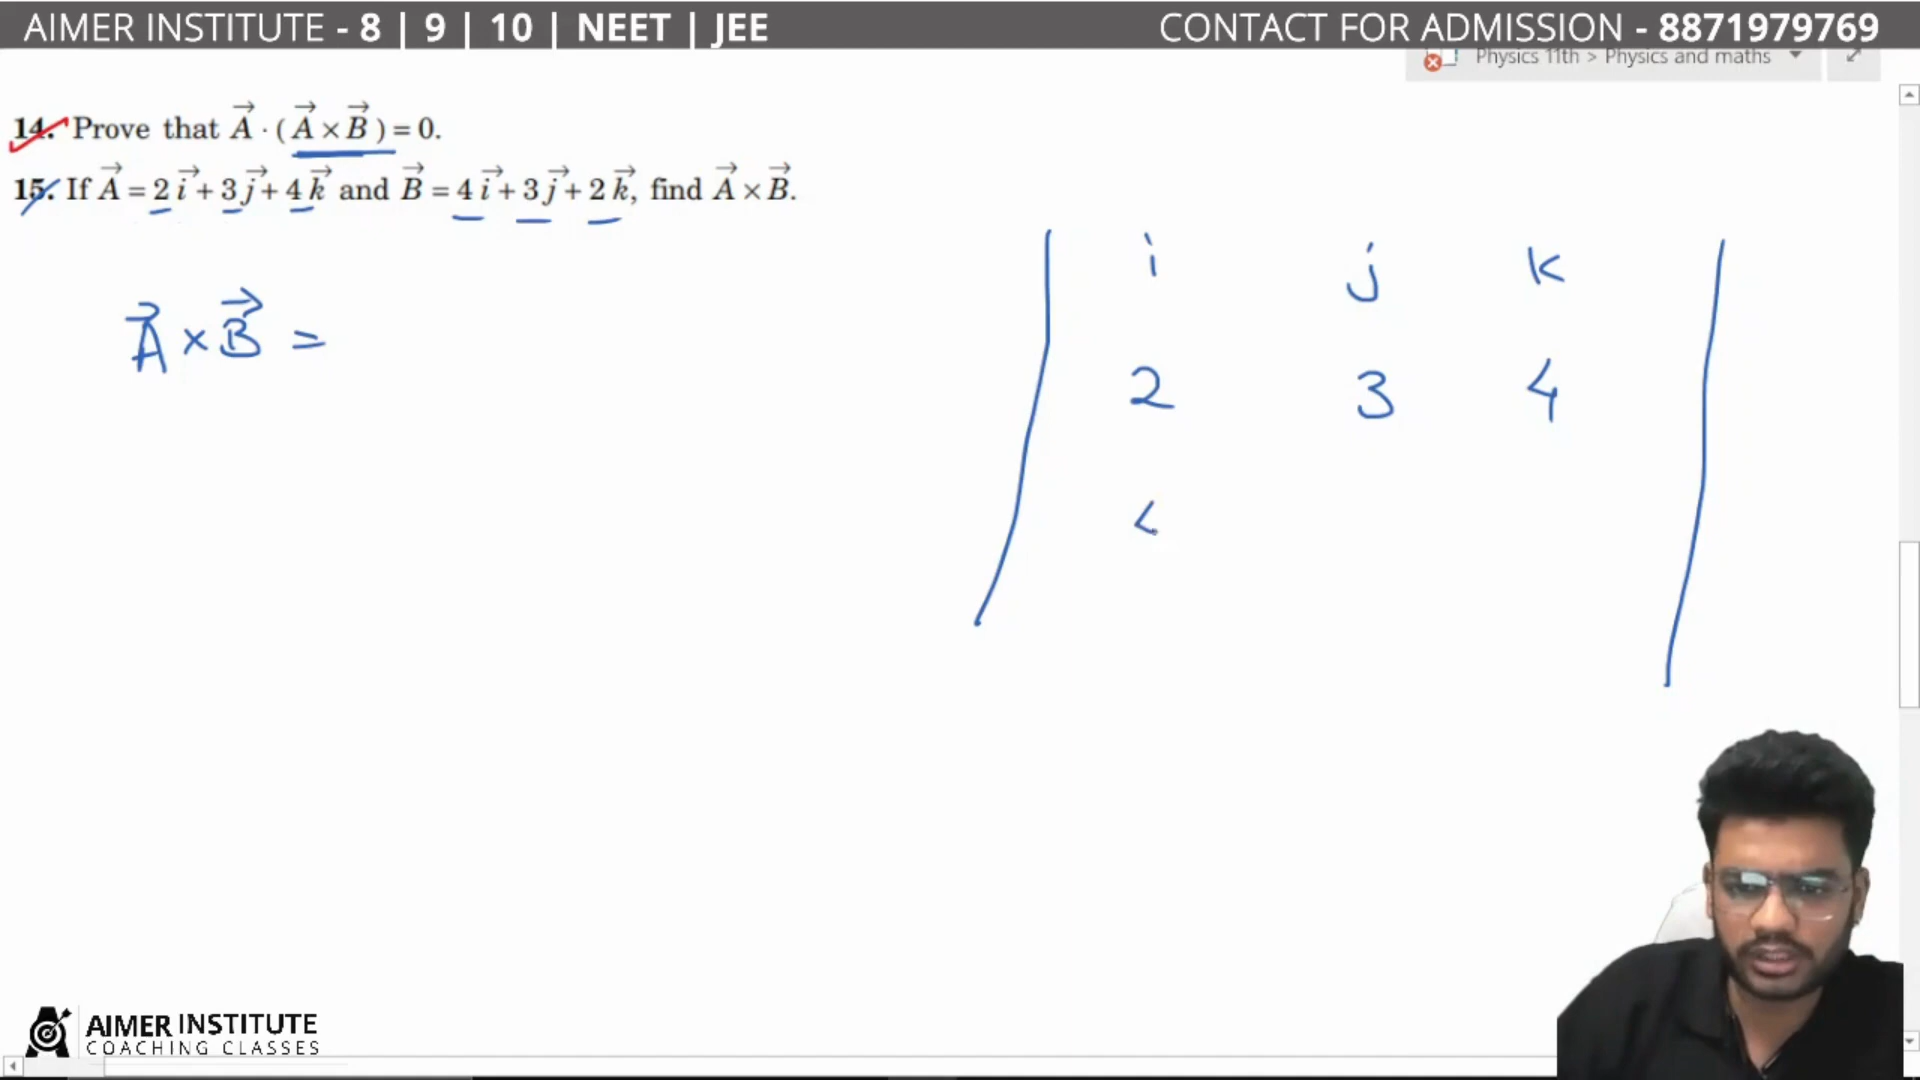 AIMER INSTITUTE - 8 | 9 | 10 | NEET | JEE
CONTACT FOR ADMISSION - 8871979769
Physics 11th > Physics and maths
14. Prove that A⃗ · ( A⃗ × B⃗ ) = 0.
15. If A⃗ = 2 i⃗ + 3 j⃗ + 4 k⃗ and B⃗ = 4 i⃗ + 3 j⃗ + 2 k⃗, find A⃗ × B⃗.
A⃗ × B⃗ =
i j k
2 3 4
AIMER INSTITUTE
COACHING CLASSES